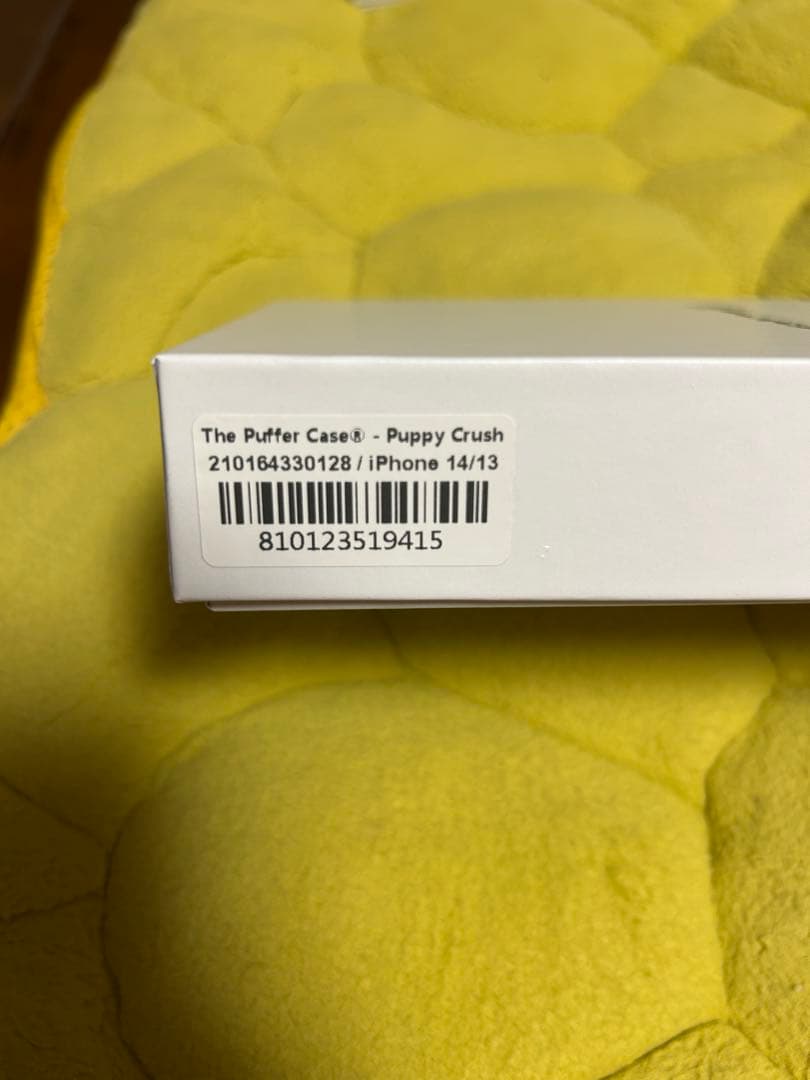 The Puffer Case® - Puppy Crush
210164330128 / iPhone 14/13
810123519415